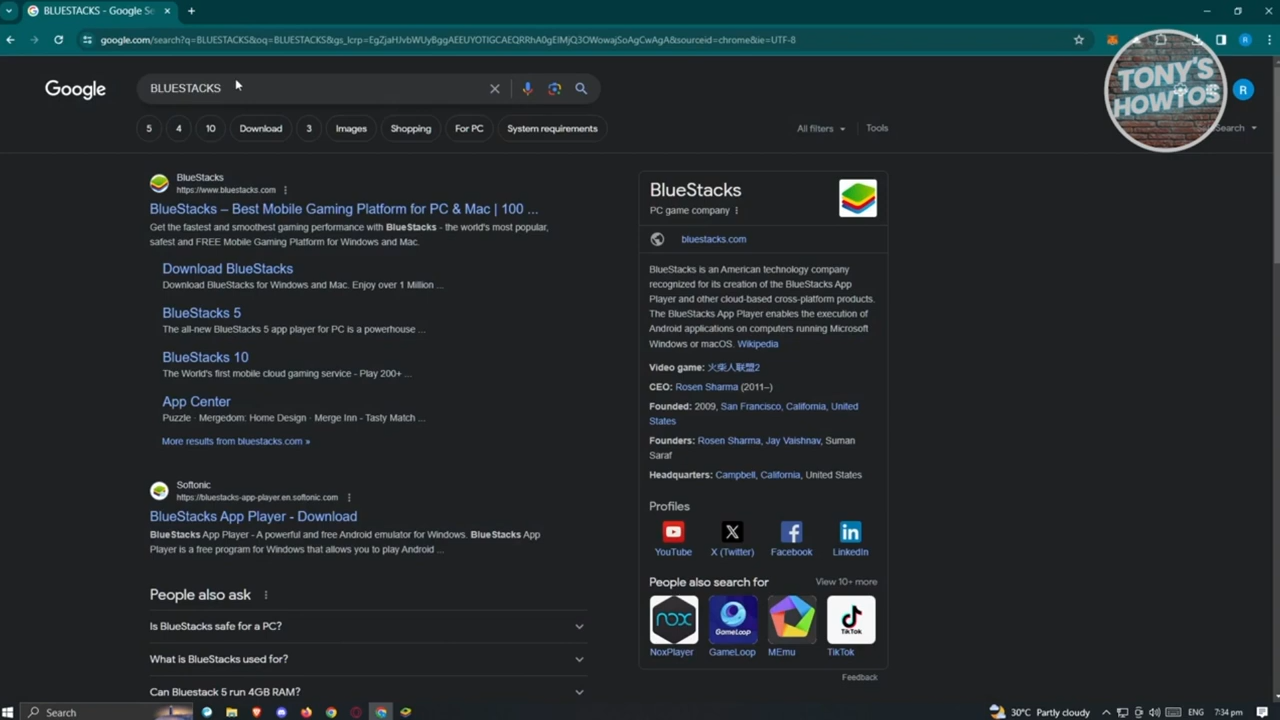 BLUESTACKS - Google Se
google.com/search?q=BLUESTACKS&oq=BLUESTACKS&gs_lcrp=EgZjaHJvbWUyBggAEEUYOTIGCAEQRRhA0gElMjQ3OWowajSoAgCwAgA&sourceid=chrome&ie=UTF-8
R
TONY'S
HOWTOS
Google
BLUESTACKS
R
5
4
10
Download
3
Images
Shopping
For PC
System requirements
All filters
Tools
Search
BlueStacks
https://www.bluestacks.com
BlueStacks – Best Mobile Gaming Platform for PC & Mac | 100 ...
Get the fastest and smoothest gaming performance with BlueStacks - the world's most popular,
safest and FREE Mobile Gaming Platform for Windows and Mac.
Download BlueStacks
Download BlueStacks for Windows and Mac. Enjoy over 1 Million ...
BlueStacks 5
The all-new BlueStacks 5 app player for PC is a powerhouse ...
BlueStacks 10
The World's first mobile cloud gaming service - Play 200+ ...
App Center
Puzzle · Mergedom: Home Design · Merge Inn - Tasty Match ...
More results from bluestacks.com »
Softonic
https://bluestacks-app-player.en.softonic.com
BlueStacks App Player - Download
BlueStacks App Player - A powerful and free Android emulator for Windows. BlueStacks App
Player is a free program for Windows that allows you to play Android ...
People also ask
Is BlueStacks safe for a PC?
What is BlueStacks used for?
Can Bluestack 5 run 4GB RAM?
BlueStacks
PC game company
bluestacks.com
BlueStacks is an American technology company
recognized for its creation of the BlueStacks App
Player and other cloud-based cross-platform products.
The BlueStacks App Player enables the execution of
Android applications on computers running Microsoft
Windows or macOS. Wikipedia
Video game: 火柴人联盟2
CEO: Rosen Sharma (2011–)
Founded: 2009, San Francisco, California, United
States
Founders: Rosen Sharma, Jay Vaishnav, Suman
Saraf
Headquarters: Campbell, California, United States
Profiles
YouTube
X (Twitter)
Facebook
LinkedIn
People also search for
View 10+ more
nox
GameLoop
TikTok
NoxPlayer
GameLoop
MEmu
TikTok
Feedback
Search
30°C Partly cloudy
ENG
7:34 pm